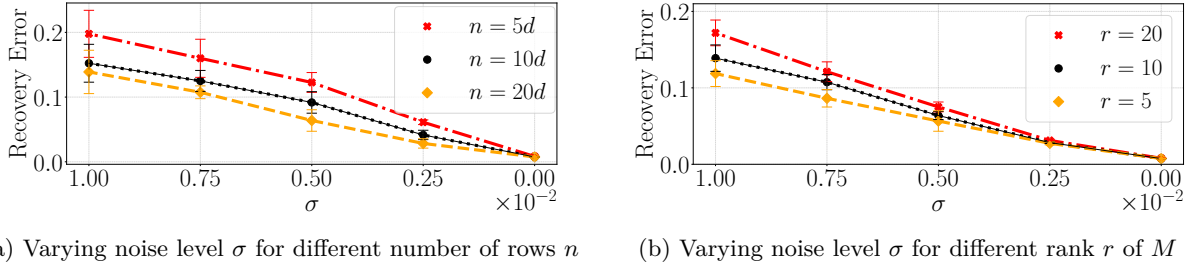 Recovery Error
0.2
0.1
0.0
n = 5d
n = 10d
n = 20d
1.00 0.75 0.50 0.25 0.00
×10⁻²
σ
a) Varying noise level σ for different number of rows n
Recovery Error
0.2
0.1
0.0
r = 20
r = 10
r = 5
1.00 0.75 0.50 0.25 0.00
×10⁻²
σ
(b) Varying noise level σ for different rank r of M